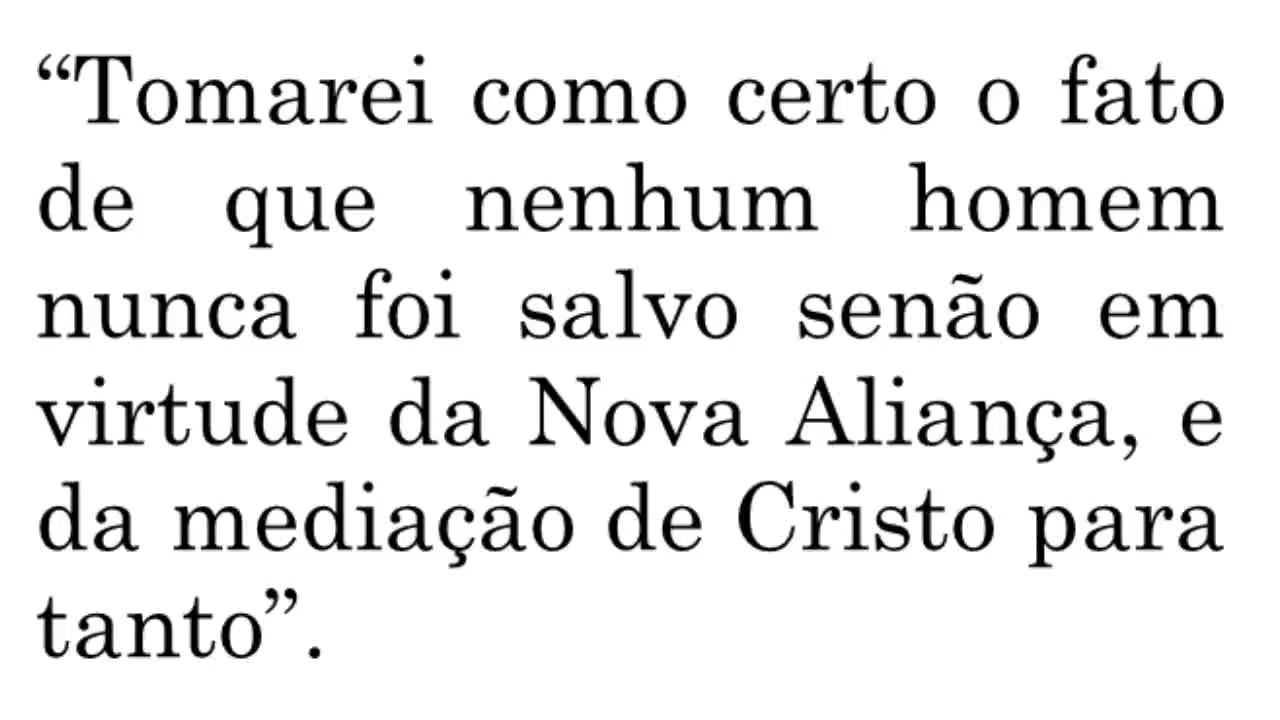 “Tomarei como certo o fato
de que nenhum homem
nunca foi salvo senão em
virtude da Nova Aliança, e
da mediação de Cristo para
tanto”.